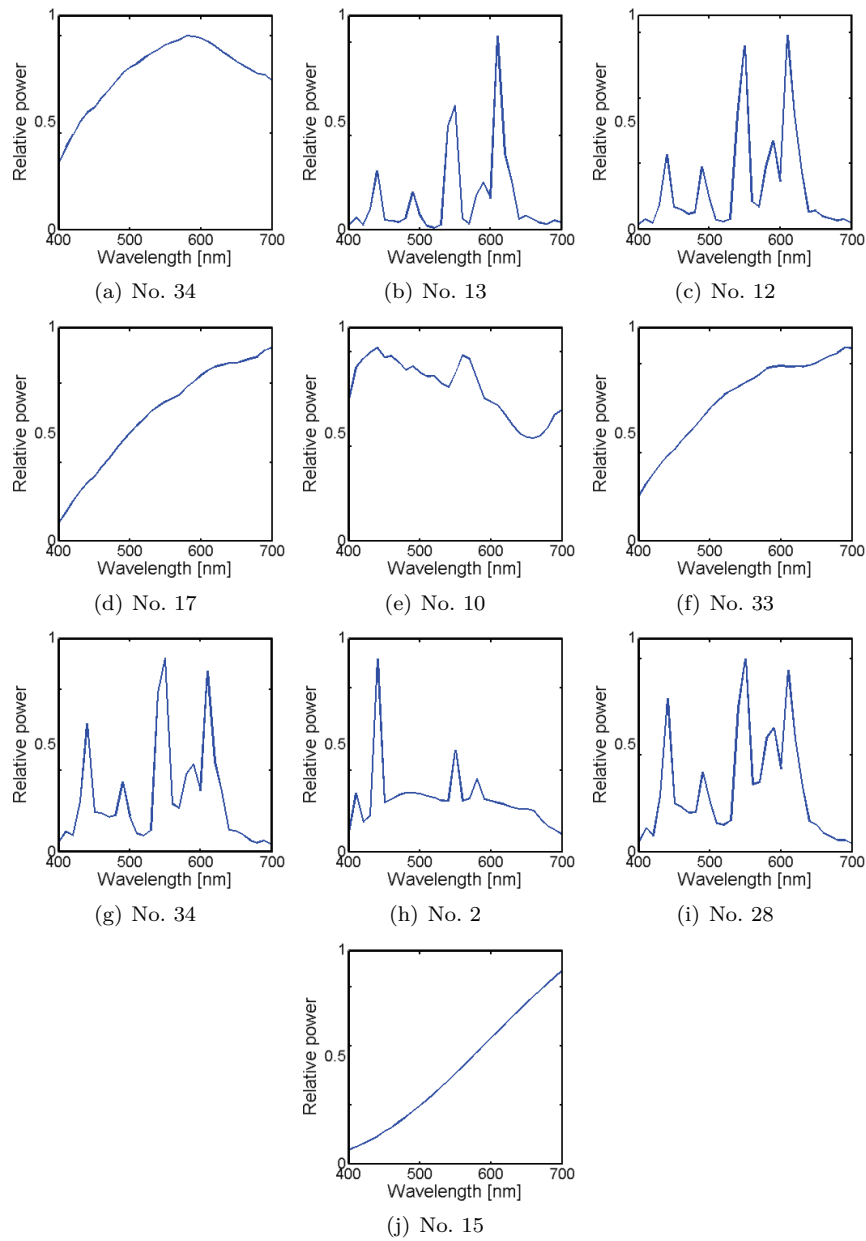 1
0.5
Relative power
400 500 600 700
Wavelength [nm]
(a) No. 34
1
0.5
0
Relative power
400 500 600 700
Wavelength [nm]
(b) No. 13
1
0.5
0
Relative power
400 500 600 700
Wavelength [nm]
(c) No. 12
1
0.5
0
Relative power
400 500 600 700
Wavelength [nm]
(d) No. 17
1
0.5
0
Relative power
400 500 600 700
Wavelength [nm]
(e) No. 10
1
0.5
0
Relative power
400 500 600 700
Wavelength [nm]
(f) No. 33
1
0.5
0
Relative power
400 500 600 700
Wavelength [nm]
(g) No. 34
1
0.5
0
Relative power
400 500 600 700
Wavelength [nm]
(h) No. 2
1
0.5
0
Relative power
400 500 600 700
Wavelength [nm]
(i) No. 28
1
0.5
0
Relative power
400 500 600 700
Wavelength [nm]
(j) No. 15